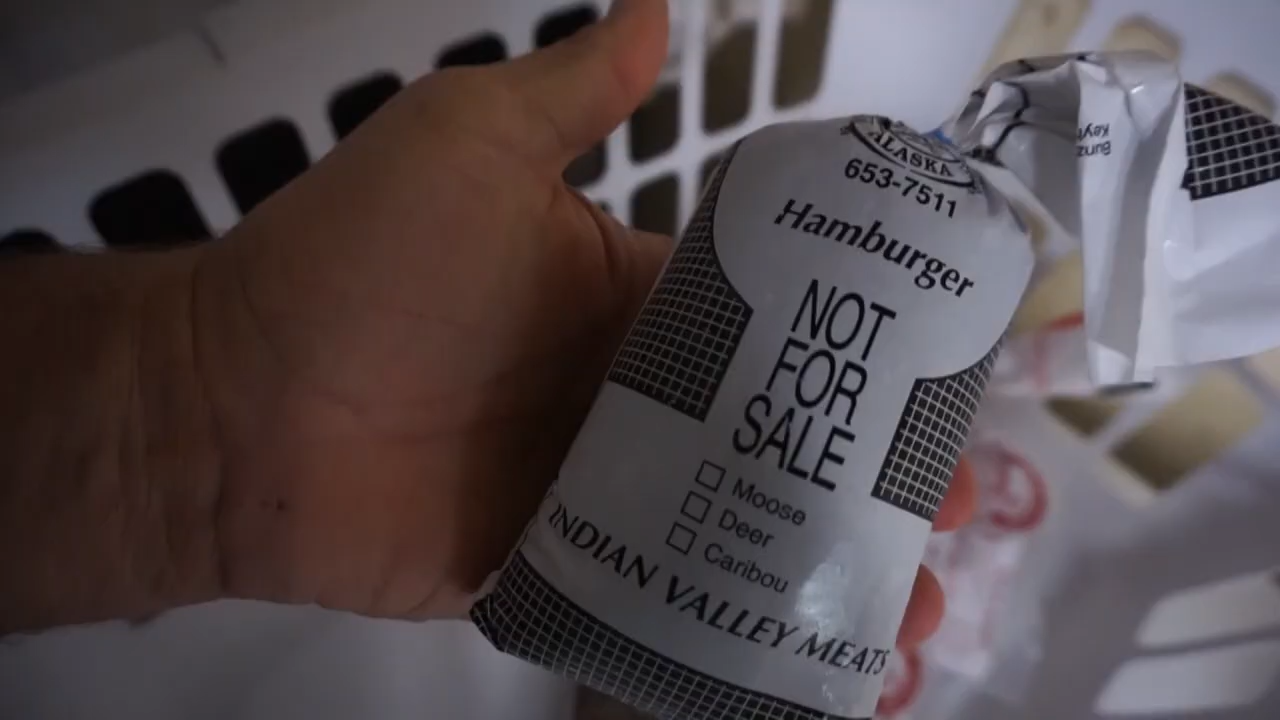 ALASKA
653-7511
Hamburger
NOT
FOR
SALE
Moose
Deer
Caribou
INDIAN VALLEY MEATS